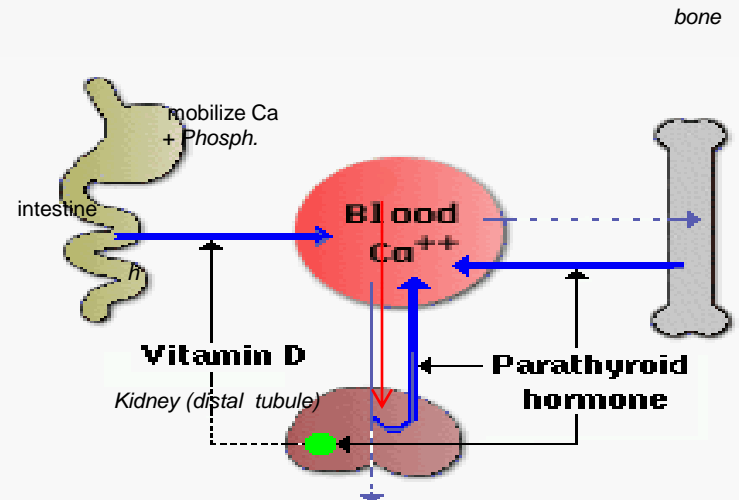 bone
mobilize Ca
+ Phosph.
intestine
Blood
Ca++
h
Vitamin D
Parathyroid
hormone
Kidney (distal tubule)